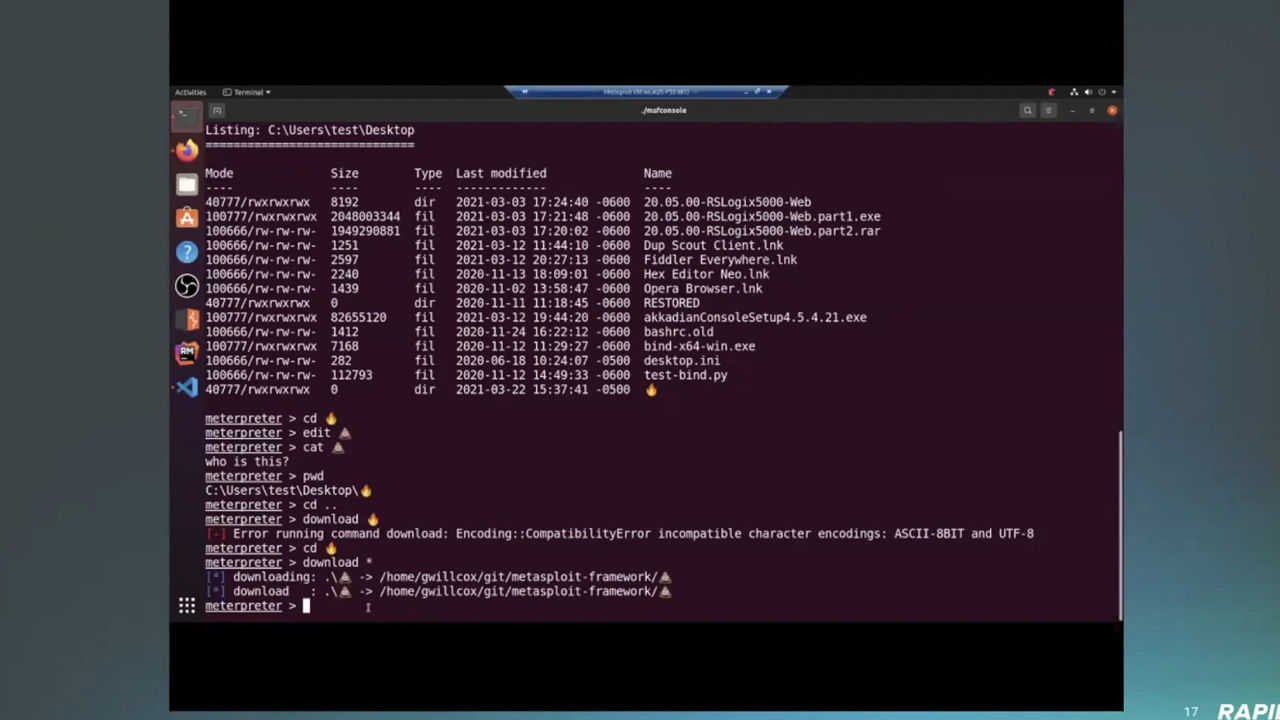 Activities Terminal Metasploit VM on AQS-P53-6672
./msfconsole
Listing: C:\Users\test\Desktop
==============================
Mode Size Type Last modified Name
---- ---- ---- ------------- ----
40777/rwxrwxrwx 8192 dir 2021-03-03 17:24:40 -0600 20.05.00-RSLogix5000-Web
100777/rwxrwxrwx 2048003344 fil 2021-03-03 17:21:48 -0600 20.05.00-RSLogix5000-Web.part1.exe
100666/rw-rw-rw- 1949290881 fil 2021-03-03 17:20:02 -0600 20.05.00-RSLogix5000-Web.part2.rar
100666/rw-rw-rw- 1251 fil 2021-03-12 11:44:10 -0600 Dup Scout Client.lnk
100666/rw-rw-rw- 2597 fil 2021-03-12 20:27:13 -0600 Fiddler Everywhere.lnk
100666/rw-rw-rw- 2240 fil 2020-11-13 18:09:01 -0600 Hex Editor Neo.lnk
100666/rw-rw-rw- 1439 fil 2020-11-02 13:58:47 -0600 Opera Browser.lnk
40777/rwxrwxrwx 0 dir 2020-11-11 11:18:45 -0600 RESTORED
100777/rwxrwxrwx 82655120 fil 2021-03-12 19:44:20 -0600 akkadianConsoleSetup4.5.4.21.exe
100666/rw-rw-rw- 1412 fil 2020-11-24 16:22:12 -0600 bashrc.old
100777/rwxrwxrwx 7168 fil 2020-11-12 11:29:27 -0600 bind-x64-win.exe
100666/rw-rw-rw- 282 fil 2020-06-18 10:24:07 -0500 desktop.ini
100666/rw-rw-rw- 112793 fil 2020-11-12 14:49:33 -0600 test-bind.py
40777/rwxrwxrwx 0 dir 2021-03-22 15:37:41 -0500 🔥
meterpreter > cd 🔥
meterpreter > edit 💩
meterpreter > cat 💩
who is this?
meterpreter > pwd
C:\Users\test\Desktop\🔥
meterpreter > cd ..
meterpreter > download 🔥
[-] Error running command download: Encoding::CompatibilityError incompatible character encodings: ASCII-8BIT and UTF-8
meterpreter > cd 🔥
meterpreter > download *
[*] downloading: .\💩 -> /home/gwillcox/git/metasploit-framework/💩
[*] download : .\💩 -> /home/gwillcox/git/metasploit-framework/💩
meterpreter >
17 RAPI